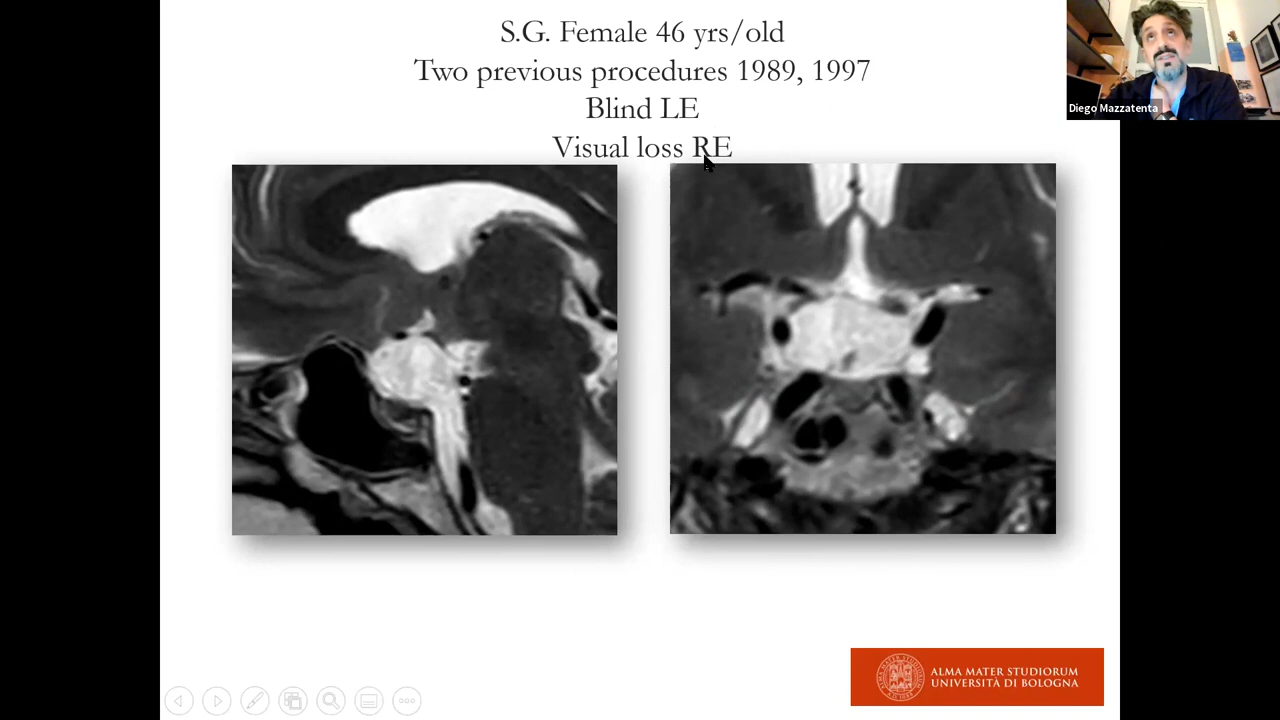 S.G. Female 46 yrs/old
Two previous procedures 1989, 1997
Blind LE
Visual loss RE
Diego Mazzatenta
ALMA MATER STUDIORUM
UNIVERSITÀ DI BOLOGNA